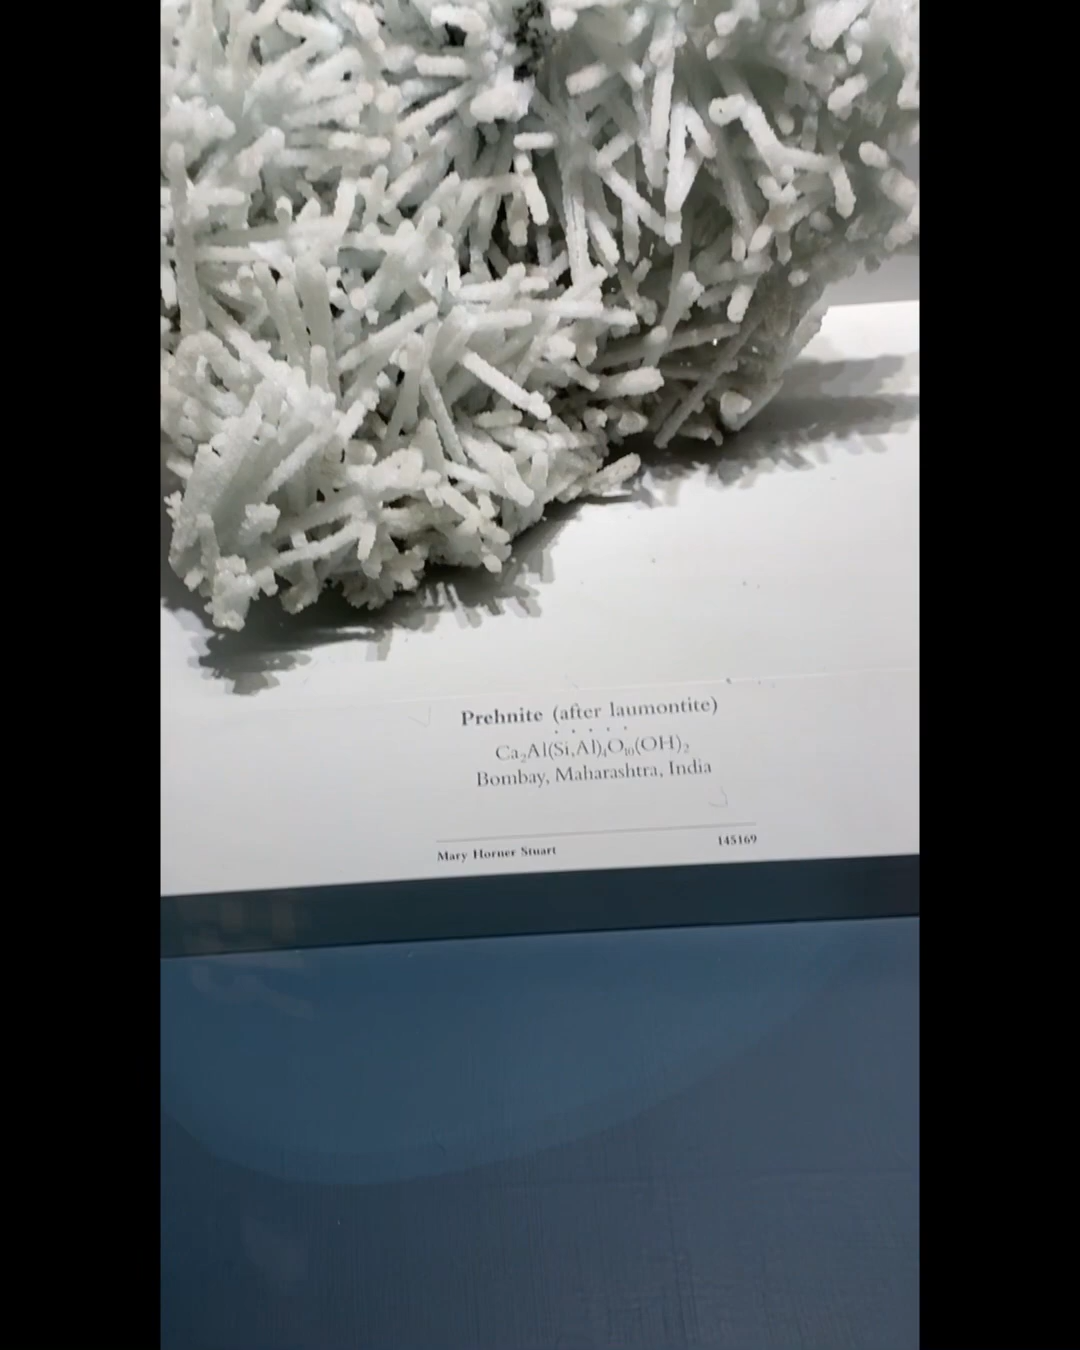 Prehnite (after laumontite)
. . . . .
Ca₂Al(Si,Al)₄O₁₀(OH)₂
Bombay, Maharashtra, India
Mary Horner Stuart 145169